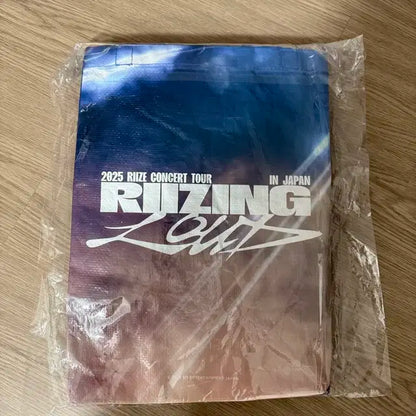 2025 RIIZE CONCERT TOUR IN JAPAN
RIIZING
LOUD